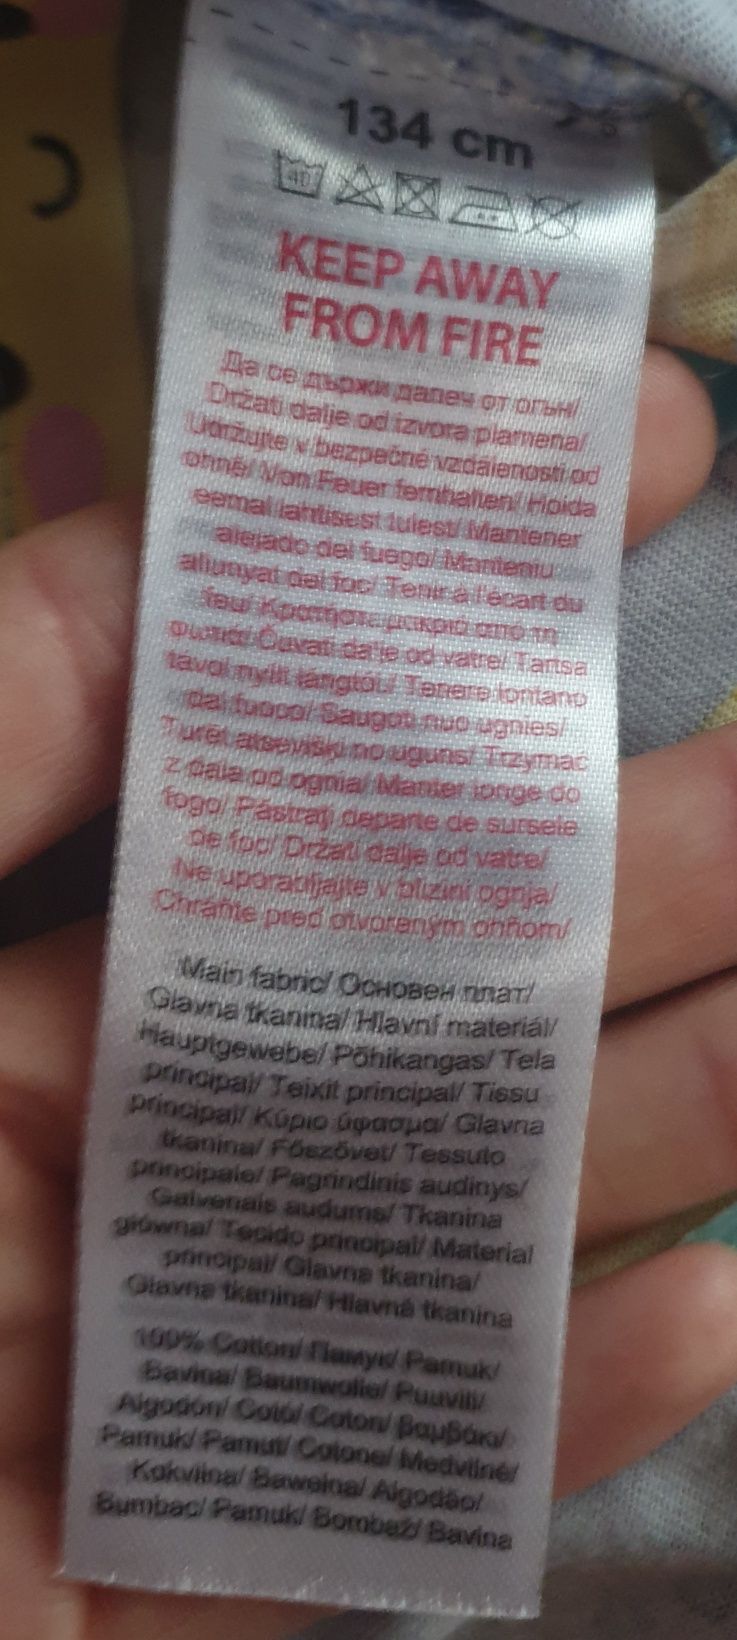 134 cm
40
KEEP AWAY
FROM FIRE
Да се държи далеч от огън/
Držati dalje od izvora plamena/
Udržujte v bezpečné vzdálenosti od
ohně/ Von Feuer fernhalten/ Hoida
eemal lahtisest tulest/ Mantener
alejado del fuego/ Manteniu
allunyat del foc/ Tenir à l'écart du
feu/ Κρατήστε μακριά από τη
φωτιά/ Čuvati dalje od vatre/ Tartsa
távol nyílt lángtól/ Tenere lontano
dal fuoco/ Saugoti nuo ugnies/
Turēt atsevišķi no uguns/ Trzymać
z dala od ognia/ Manter longe do
fogo/ Păstrați departe de sursele
de foc/ Držati dalje od vatre/
Ne uporabljajte v bližini ognja/
Chráňte pred otvoreným ohňom/
Main fabric/ Основен плат/
Glavna tkanina/ Hlavní materiál/
Hauptgewebe/ Põhikangas/ Tela
principal/ Teixit principal/ Tissu
principal/ Κύριο ύφασμα/ Glavna
tkanina/ Főszövet/ Tessuto
principale/ Pagrindinis audinys/
Galvenais audums/ Tkanina
główna/ Tecido principal/ Material
principal/ Glavna tkanina/
Glavna tkanina/ Hlavná tkanina
100% Cotton/ Памук/ Pamuk/
Bavlna/ Baumwolle/ Puuvill/
Algodón/ Cotó/ Coton/ βαμβάκι/
Pamuk/ Pamut/ Cotone/ Medvilnė/
Kokvilna/ Bawełna/ Algodão/
Bumbac/ Pamuk/ Bombaž/ Bavlna